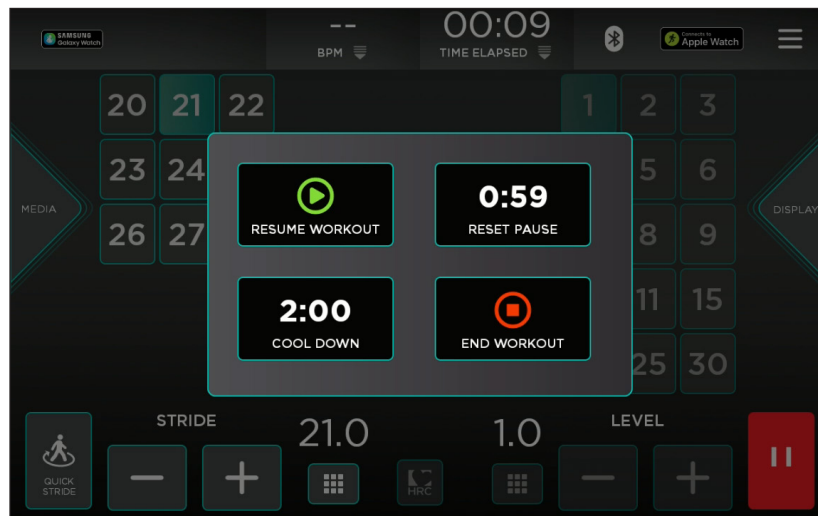 SAMSUNG
Galaxy Watch
--
BPM
00:09
TIME ELAPSED
Connects to
Apple Watch
20 21 22
1 2 3
23 24
5 6
MEDIA
DISPLAY
26 27
8 9
11 15
25 30
RESUME WORKOUT
0:59
RESET PAUSE
2:00
COOL DOWN
END WORKOUT
QUICK
STRIDE
STRIDE
21.0
HRC
1.0
LEVEL